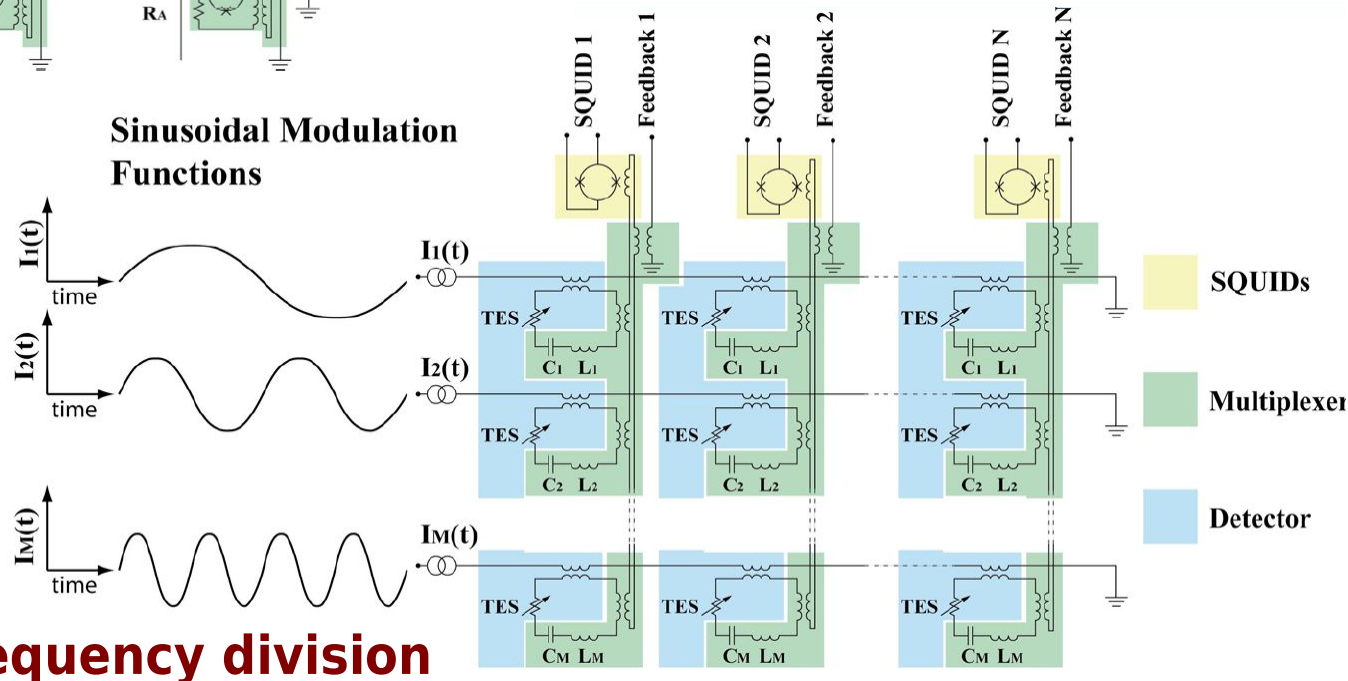 RA
SQUID 1
Feedback 1
SQUID 2
Feedback 2
SQUID N
Feedback N
Sinusoidal Modulation
Functions
I1(t)
time
I1(t)
TES
C1 L1
TES
C1 L1
TES
C1 L1
SQUIDs
I2(t)
time
I2(t)
TES
C2 L2
TES
C2 L2
TES
C2 L2
Multiplexer
Detector
IM(t)
time
IM(t)
TES
CM LM
TES
CM LM
TES
CM LM
equency division